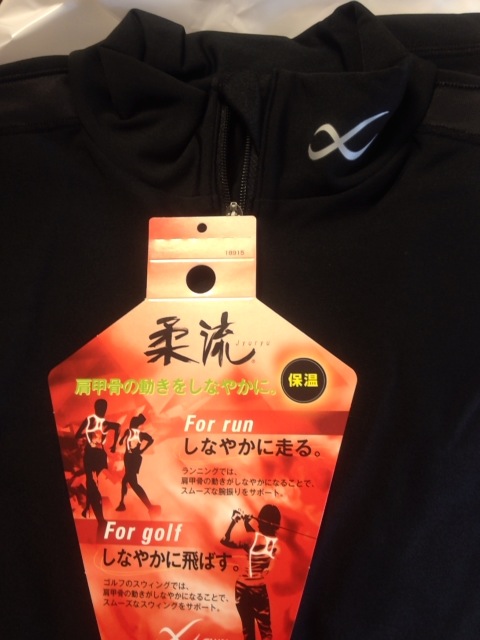 柔流
Jyuryu
肩甲骨の動きをしなやかに。
保温
For run
しなやかに走る。
ランニングでは、
肩甲骨の動きがしなやかになることで、
スムーズな腕振りをサポート。
For golf
しなやかに飛ばす。
ゴルフのスウィングでは、
肩甲骨の動きがしなやかになることで、
スムーズなスウィングをサポート。